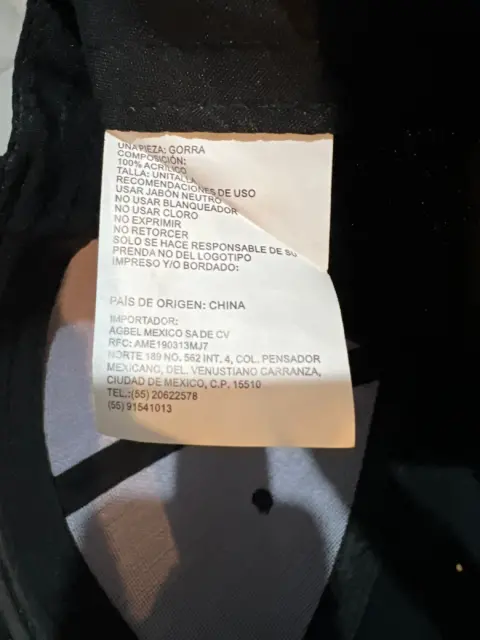 UNA PIEZA: GORRA
COMPOSICIÓN:
100% ACRÍLICO
TALLA: UNITALLA
RECOMENDACIONES DE USO
USAR JABÓN NEUTRO
NO USAR BLANQUEADOR
NO USAR CLORO
NO EXPRIMIR
NO RETORCER
SOLO SE HACE RESPONSABLE DE SU
PRENDA NO DEL LOGOTIPO
IMPRESO Y/O BORDADO:
PAÍS DE ORIGEN: CHINA
IMPORTADOR:
AGBEL MEXICO SA DE CV
RFC: AME190313MJ7
NORTE 189 NO. 562 INT. 4, COL. PENSADOR
MEXICANO, DEL. VENUSTIANO CARRANZA,
CIUDAD DE MEXICO, C.P. 15510
TEL.:(55) 20622578
(55) 91541013